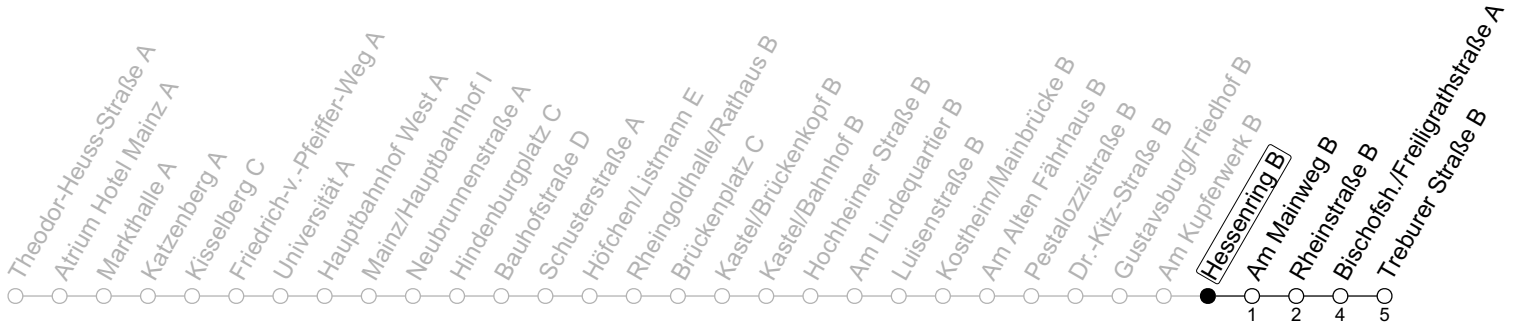 Theodor-Heuss-Straße A
Atrium Hotel Mainz A
Markthalle A
Katzenberg A
Kisselberg C
Friedrich-v.-Pfeiffer-Weg A
Universität A
Hauptbahnhof West A
Mainz/Hauptbahnhof I
Neubrunnenstraße A
Hindenburgplatz C
Bauhofstraße D
Schusterstraße A
Höfchen/Listmann E
Rheingoldhalle/Rathaus B
Brückenplatz C
Kastel/Brückenkopf B
Kastel/Bahnhof B
Hochheimer Straße B
Am Lindequartier B
Luisenstraße B
Kostheim/Mainbrücke B
Am Alten Fährhaus B
Pestalozzistraße B
Dr.-Kitz-Straße B
Gustavsburg/Friedhof B
Am Kupferwerk B
Hessenring B
Am Mainweg B
Rheinstraße B
Bischofsh./Freiligrathstraße A
Treburer Straße B
1 2 4 5